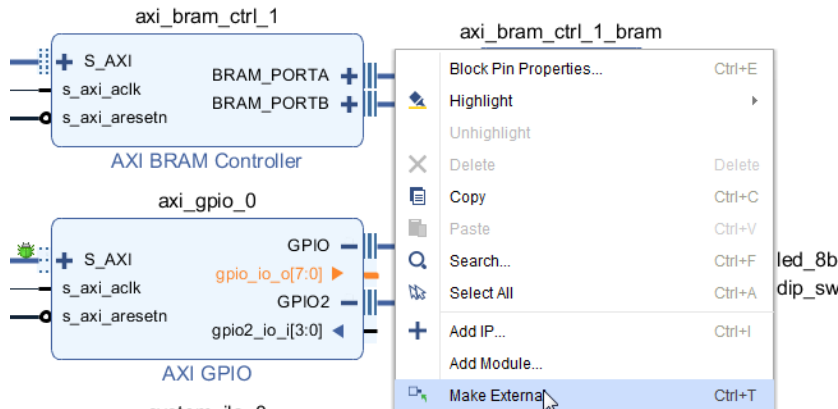 axi_bram_ctrl_1
S_AXI
s_axi_aclk
s_axi_aresetn
BRAM_PORTA
BRAM_PORTB
AXI BRAM Controller
axi_bram_ctrl_1_bram
axi_gpio_0
S_AXI
s_axi_aclk
s_axi_aresetn
GPIO
gpio_io_o[7:0]
GPIO2
gpio2_io_i[3:0]
AXI GPIO
Block Pin Properties... Ctrl+E
Highlight
Unhighlight
Delete Delete
Copy Ctrl+C
Paste Ctrl+V
Search... Ctrl+F
Select All Ctrl+A
Add IP... Ctrl+I
Add Module...
Make External Ctrl+T
led_8b
dip_sw